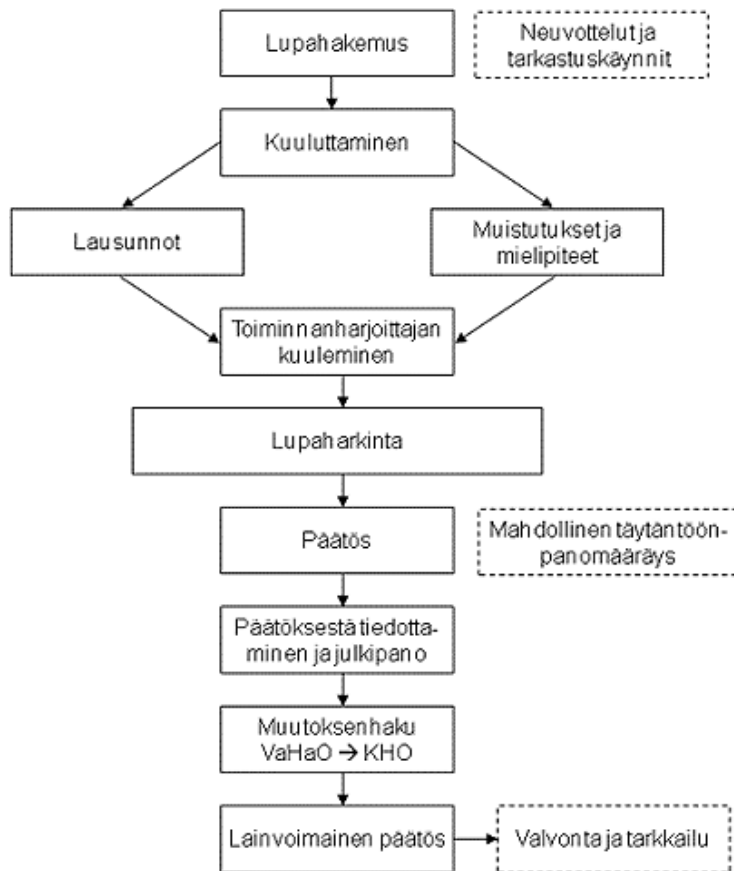 Lupahakemus
Neuvottelut ja
tarkastuskäynnit
Kuuluttaminen
Lausunnot
Muistutukset ja
mielipiteet
Toiminnanharjoittajan
kuuleminen
Lupaharkinta
Päätös
Mahdollinen täytäntöön-
panomääräys
Päätöksestä tiedotta-
minen ja julkipano
Muutoksenhaku
VaHaO → KHO
Lainvoimainen päätös
Valvonta ja tarkkailu